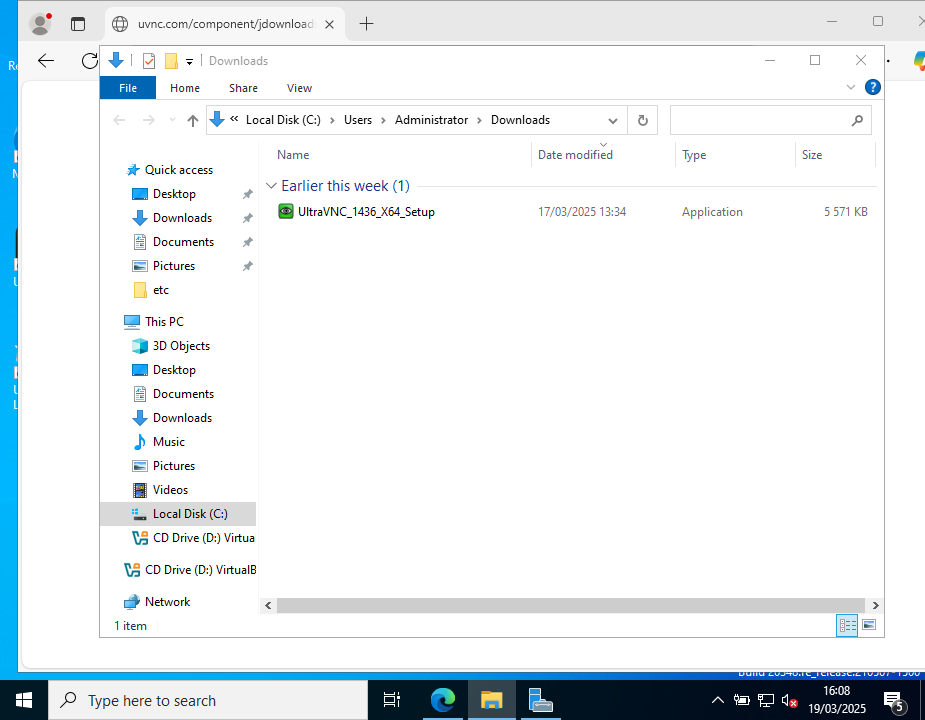 uvnc.com/component/jdownload
Downloads
File Home Share View
« Local Disk (C:) > Users > Administrator > Downloads
Name Date modified Type Size
Earlier this week (1)
UltraVNC_1436_X64_Setup 17/03/2025 13:34 Application 5 571 KB
Quick access
Desktop
Downloads
Documents
Pictures
etc
This PC
3D Objects
Desktop
Documents
Downloads
Music
Pictures
Videos
Local Disk (C:)
CD Drive (D:) Virtua
CD Drive (D:) VirtualB
Network
1 item
Type here to search
16:08
19/03/2025
5